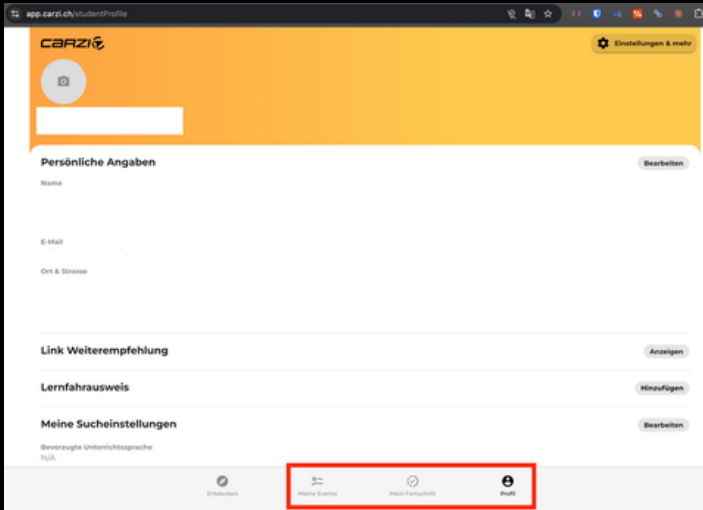 app.carzi.ch/studentProfile
CARZI
Einstellungen & mehr
Persönliche Angaben
Bearbeiten
Name
E-Mail
Ort & Strasse
Link Weiterempfehlung
Anzeigen
Lernfahrausweis
Hinzufügen
Meine Sucheinstellungen
Bearbeiten
Bevorzugte Unterrichtssprache
N/A
Entdecken
Meine Events
Mein Fortschritt
Profil